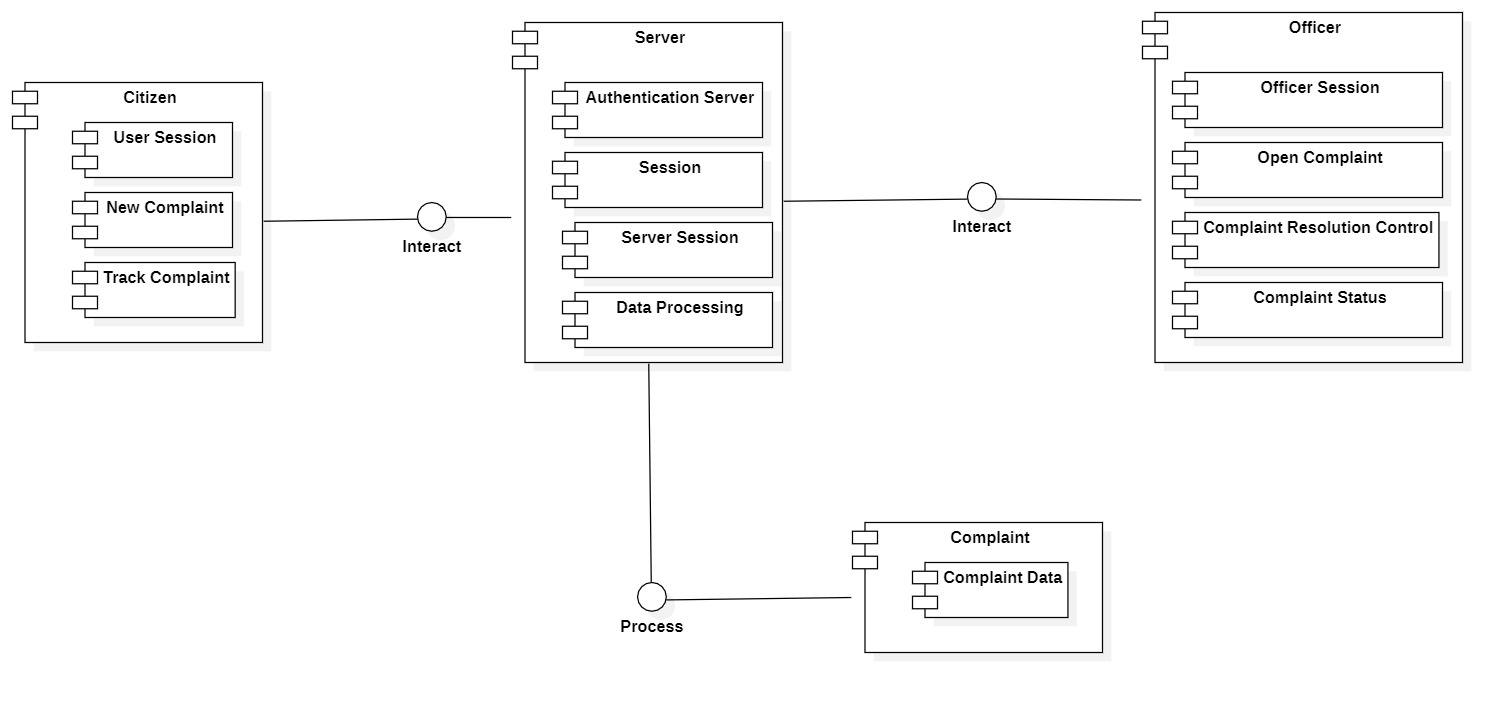 Citizen
User Session
New Complaint
Track Complaint
Interact
Server
Authentication Server
Session
Server Session
Data Processing
Interact
Officer
Officer Session
Open Complaint
Complaint Resolution Control
Complaint Status
Process
Complaint
Complaint Data